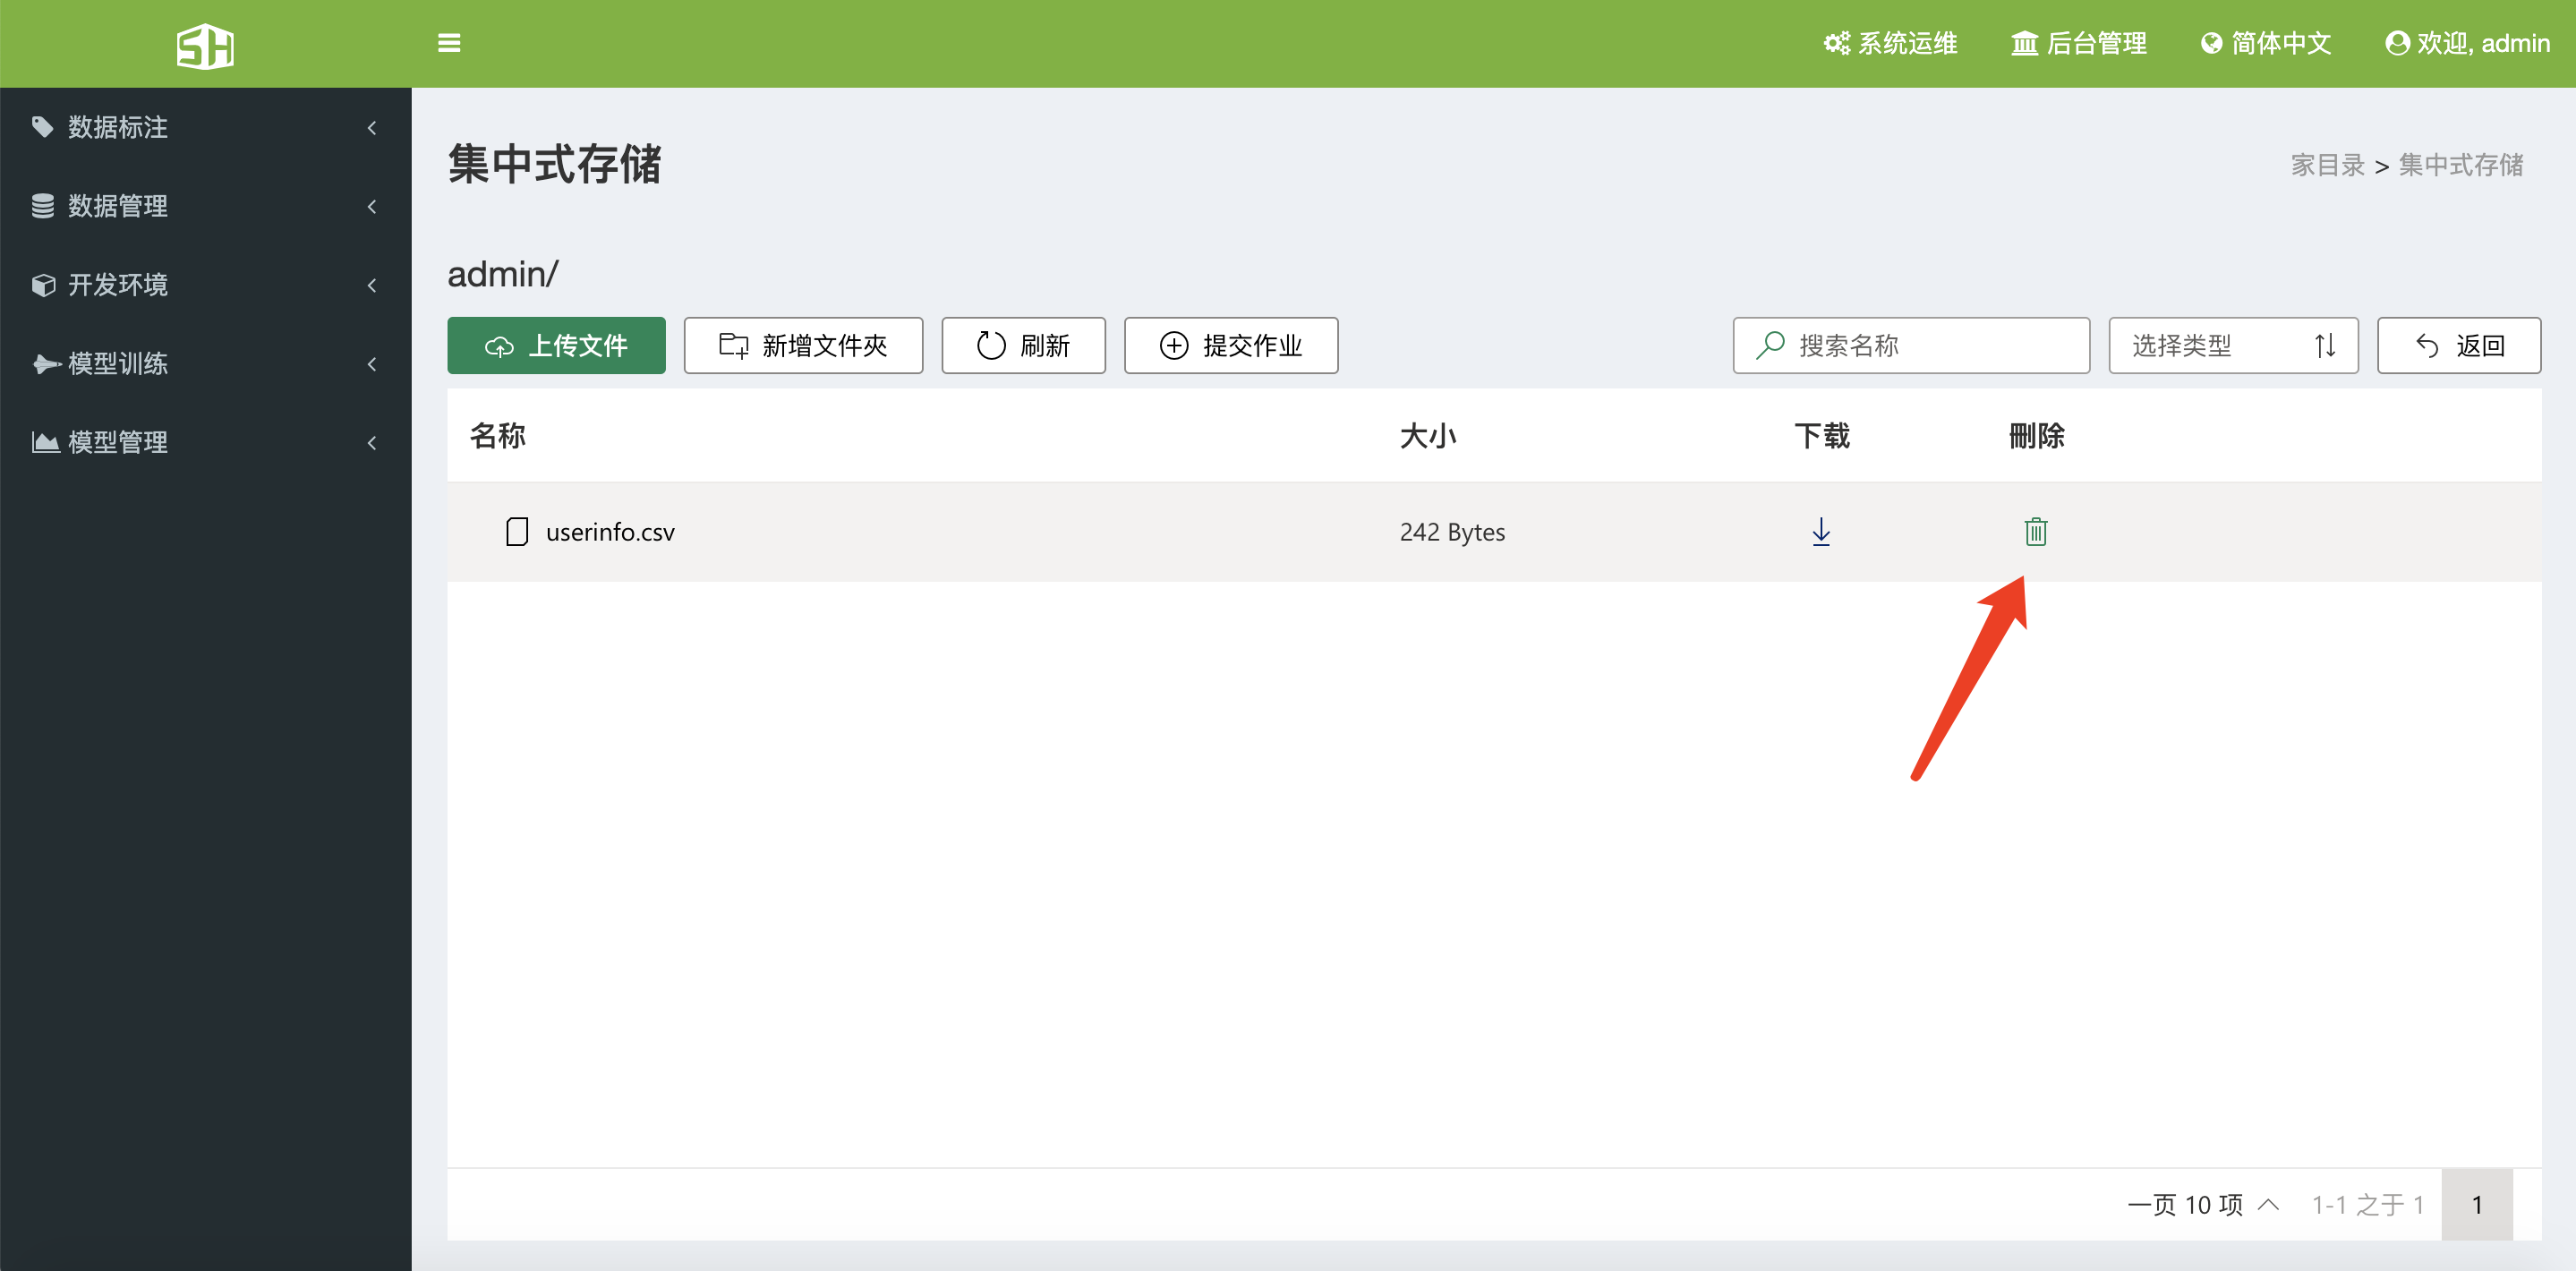 SH
系统运维 后台管理 简体中文 欢迎, admin
数据标注
数据管理
开发环境
模型训练
模型管理
集中式存储
家目录 > 集中式存储
admin/
上传文件 新增文件夾 刷新 提交作业 搜索名称 选择类型 返回
名称 大小 下载 刪除
userinfo.csv 242 Bytes
一页 10 项 1-1 之于 1 1